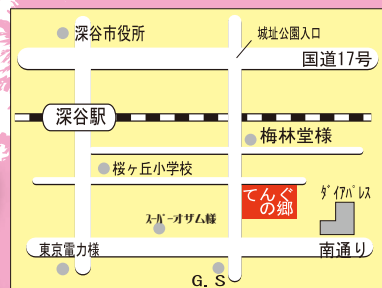 深谷市役所
城址公園入口
国道17号
深谷駅
梅林堂様
桜ヶ丘小学校
てんぐ
の郷
ダイアパレス
スーパーオザム様
東京電力様
南通り
G.S